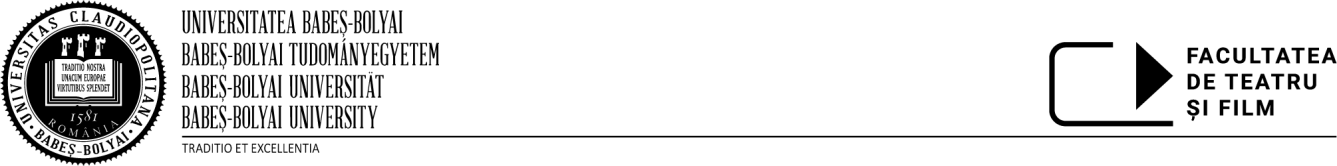 UNIVERSITAS CLAUDIOPOLITANA
TRADITIO NOSTRA
UNACUM EUROPAE
VIRTUTIBUS SPLENDET
1581
ROMÂNIA
BABEȘ-BOLYAI
UNIVERSITATEA BABEȘ-BOLYAI
BABEȘ-BOLYAI TUDOMÁNYEGYETEM
BABEȘ-BOLYAI UNIVERSITÄT
BABEȘ-BOLYAI UNIVERSITY
TRADITIO ET EXCELLENTIA
FACULTATEA
DE TEATRU
ȘI FILM